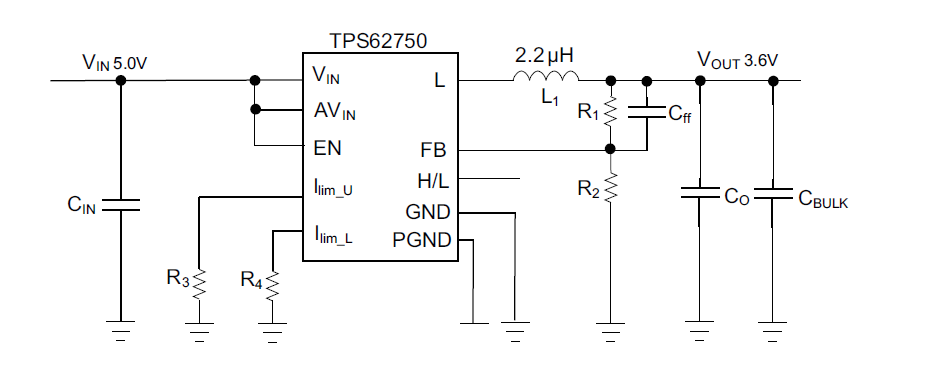 TPS62750
VIN 5.0V
VIN
AVIN
EN
Ilim_U
Ilim_L
L
FB
H/L
GND
PGND
2.2 µH
L1
VOUT 3.6V
R1
Cff
R2
CIN
R3
R4
CO
CBULK